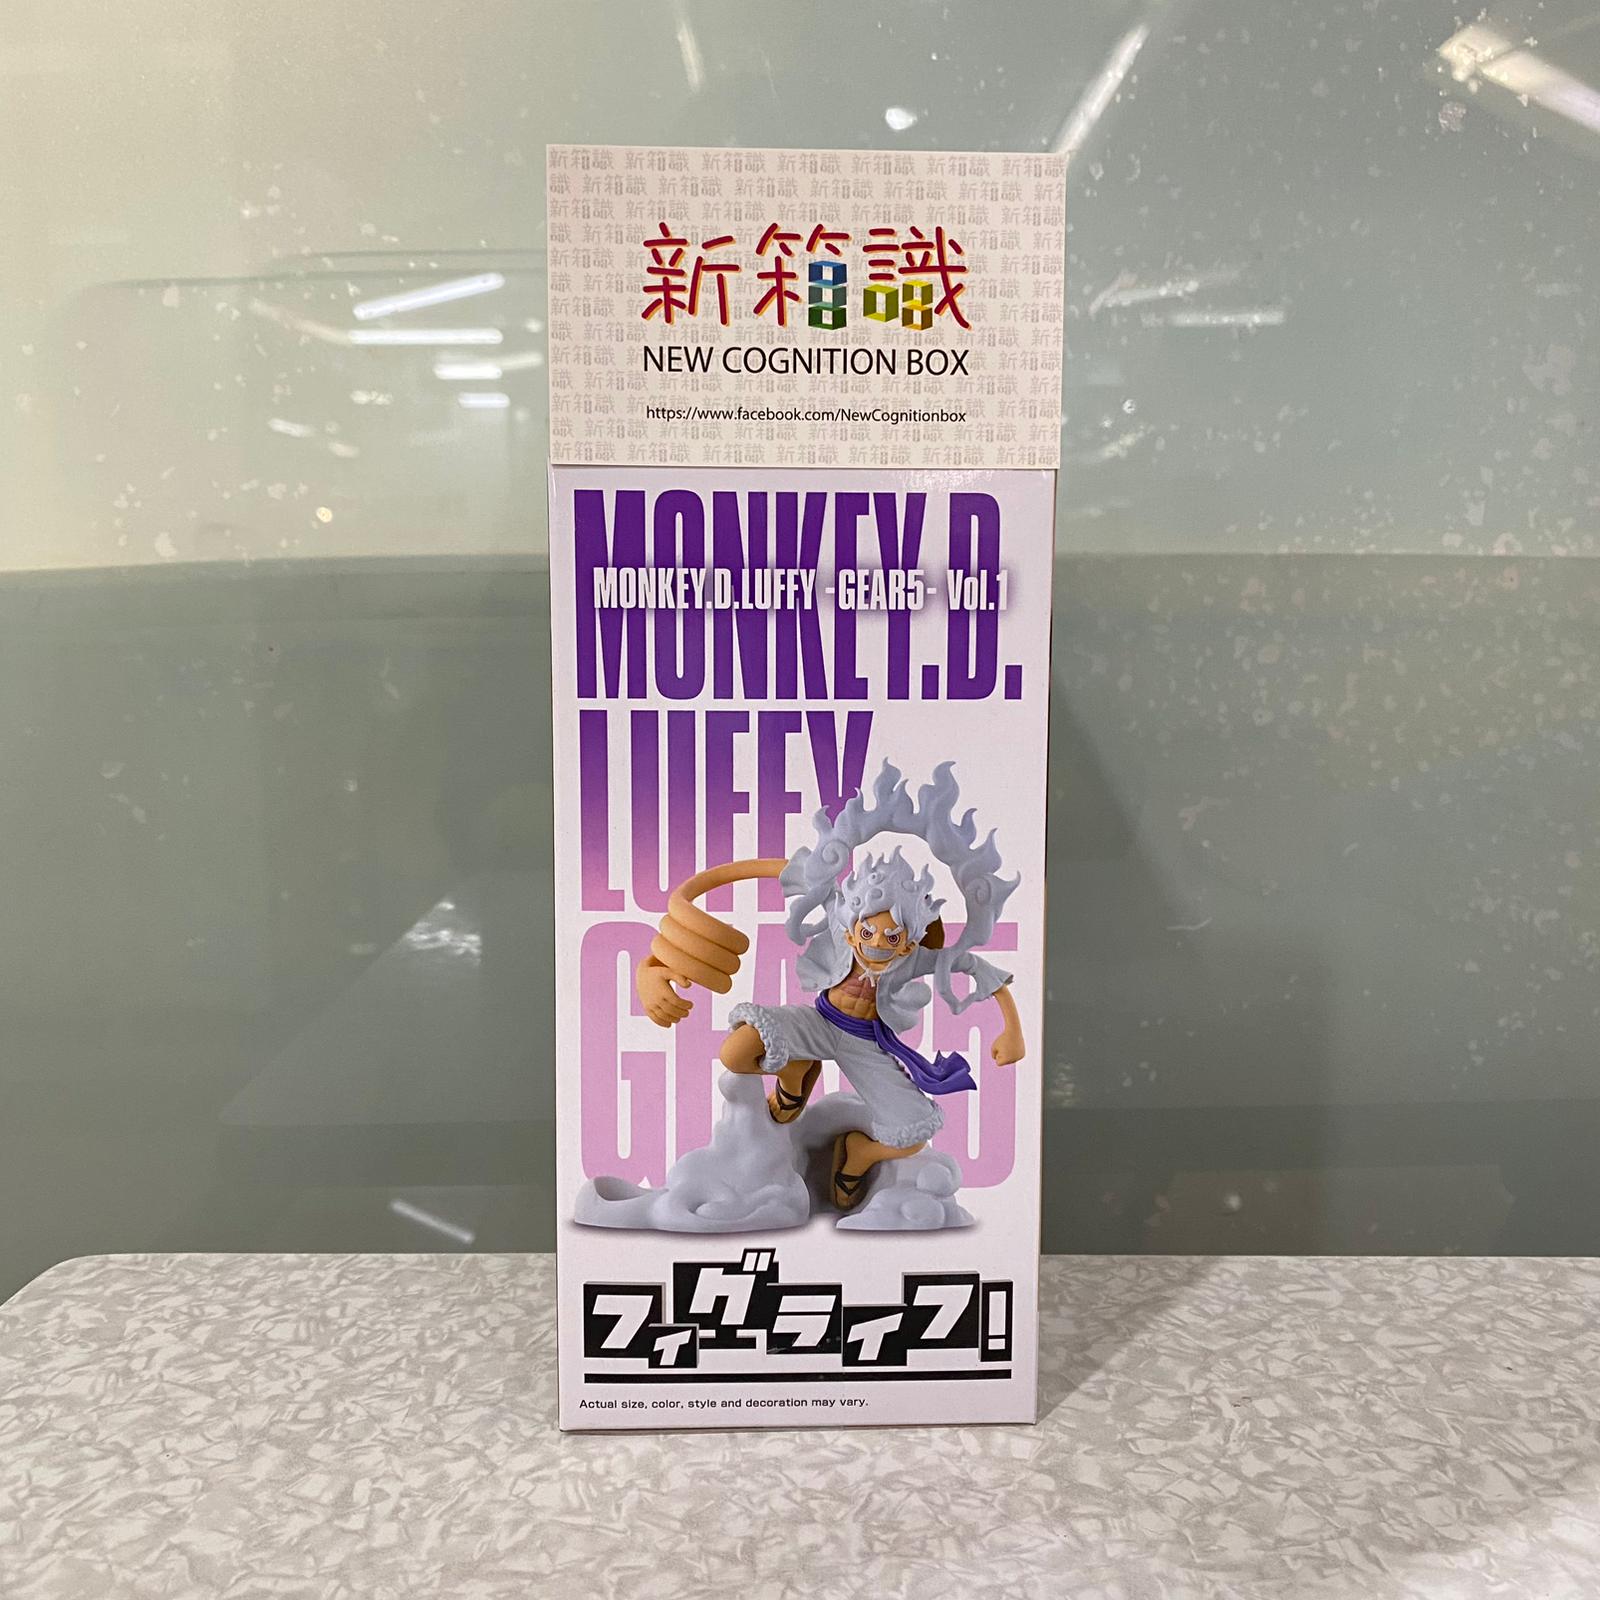 新箱識
NEW COGNITION BOX
https://www.facebook.com/NewCognitionbox
MONKEY.D.
MONKEY.D.LUFFY -GEAR5- Vol.1
LUFFY
GEAR5
フィグライフ!
Actual size, color, style and decoration may vary.